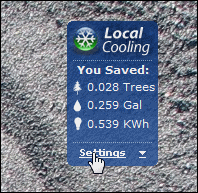 Local
Cooling
You Saved:
0.028 Trees
0.259 Gal
0.539 KWh
Settings